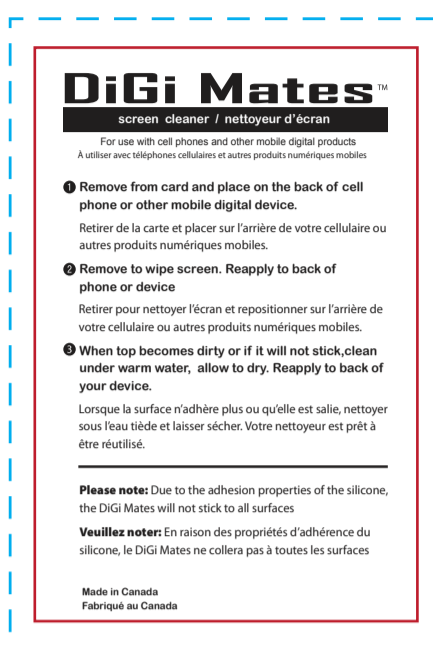 DiGi Mates™
screen cleaner / nettoyeur d'écran
For use with cell phones and other mobile digital products
À utiliser avec téléphones cellulaires et autres produits numériques mobiles
❶ Remove from card and place on the back of cell
phone or other mobile digital device.
Retirer de la carte et placer sur l'arrière de votre cellulaire ou
autres produits numériques mobiles.
❷ Remove to wipe screen. Reapply to back of
phone or device
Retirer pour nettoyer l'écran et repositionner sur l'arrière de
votre cellulaire ou autres produits numériques mobiles.
❸ When top becomes dirty or if it will not stick,clean
under warm water, allow to dry. Reapply to back of
your device.
Lorsque la surface n'adhère plus ou qu'elle est salie, nettoyer
sous l'eau tiède et laisser sécher. Votre nettoyeur est prêt à
être réutilisé.
Please note: Due to the adhesion properties of the silicone,
the DiGi Mates will not stick to all surfaces
Veuillez noter: En raison des propriétés d'adhérence du
silicone, le DiGi Mates ne collera pas à toutes les surfaces
Made in Canada
Fabriqué au Canada